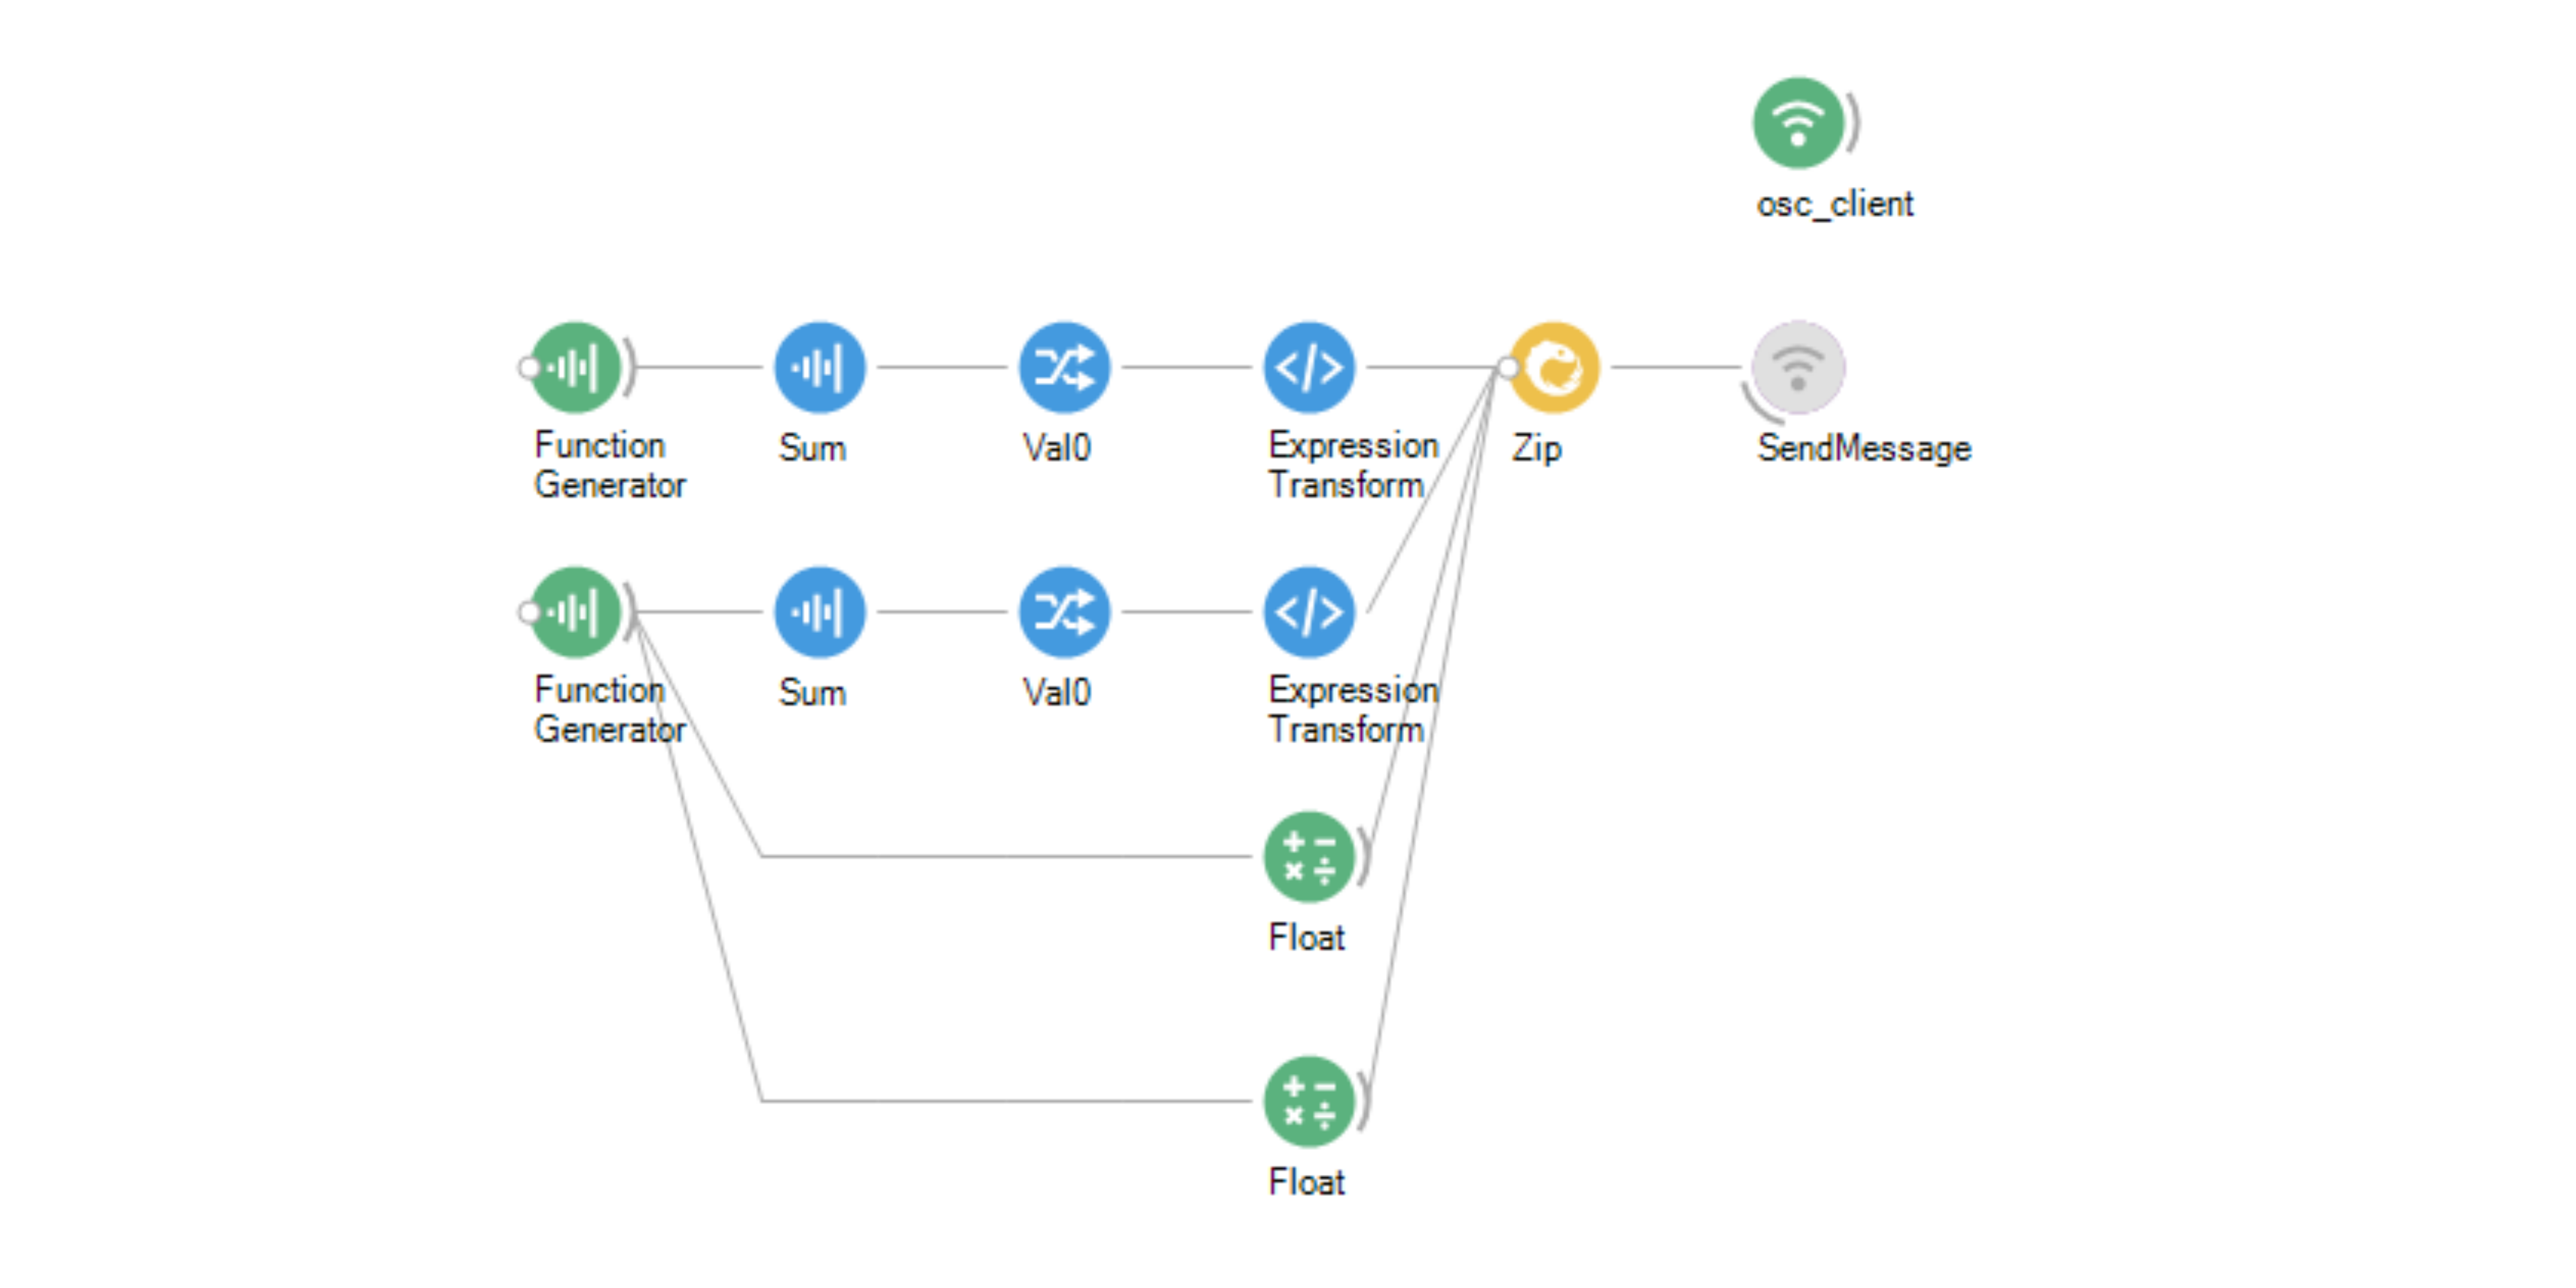 osc_client
Function
Generator
Sum
Val0
Expression
Transform
Zip
SendMessage
Function
Generator
Sum
Val0
Expression
Transform
Float
Float